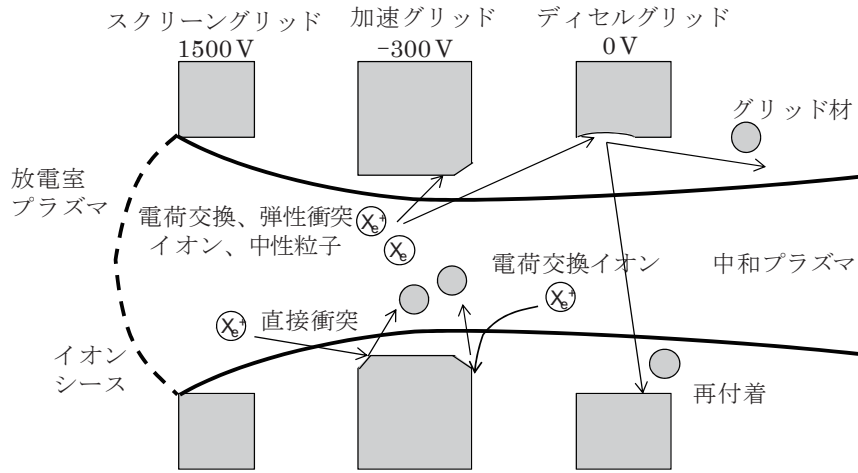 スクリーングリッド
1500V
加速グリッド
-300V
ディセルグリッド
0V
グリッド材
放電室
プラズマ
電荷交換、弾性衝突
イオン、中性粒子
Xe+
Xe
電荷交換イオン
Xe+
中和プラズマ
Xe+
直接衝突
イオン
シース
再付着